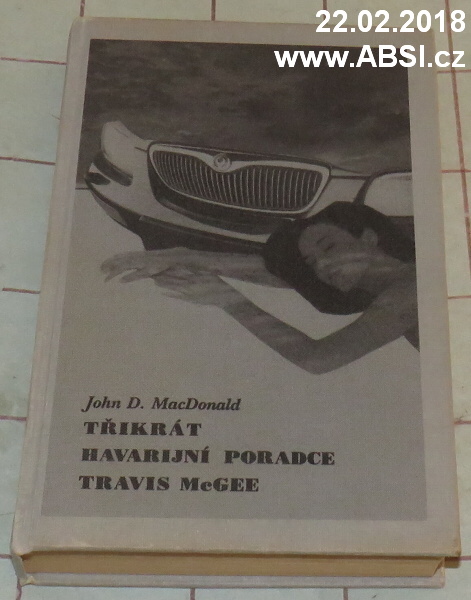 22.02.2018
www.ABSI.cz
John D. MacDonald
TŘIKRÁT
HAVARIJNÍ PORADCE
TRAVIS McGEE